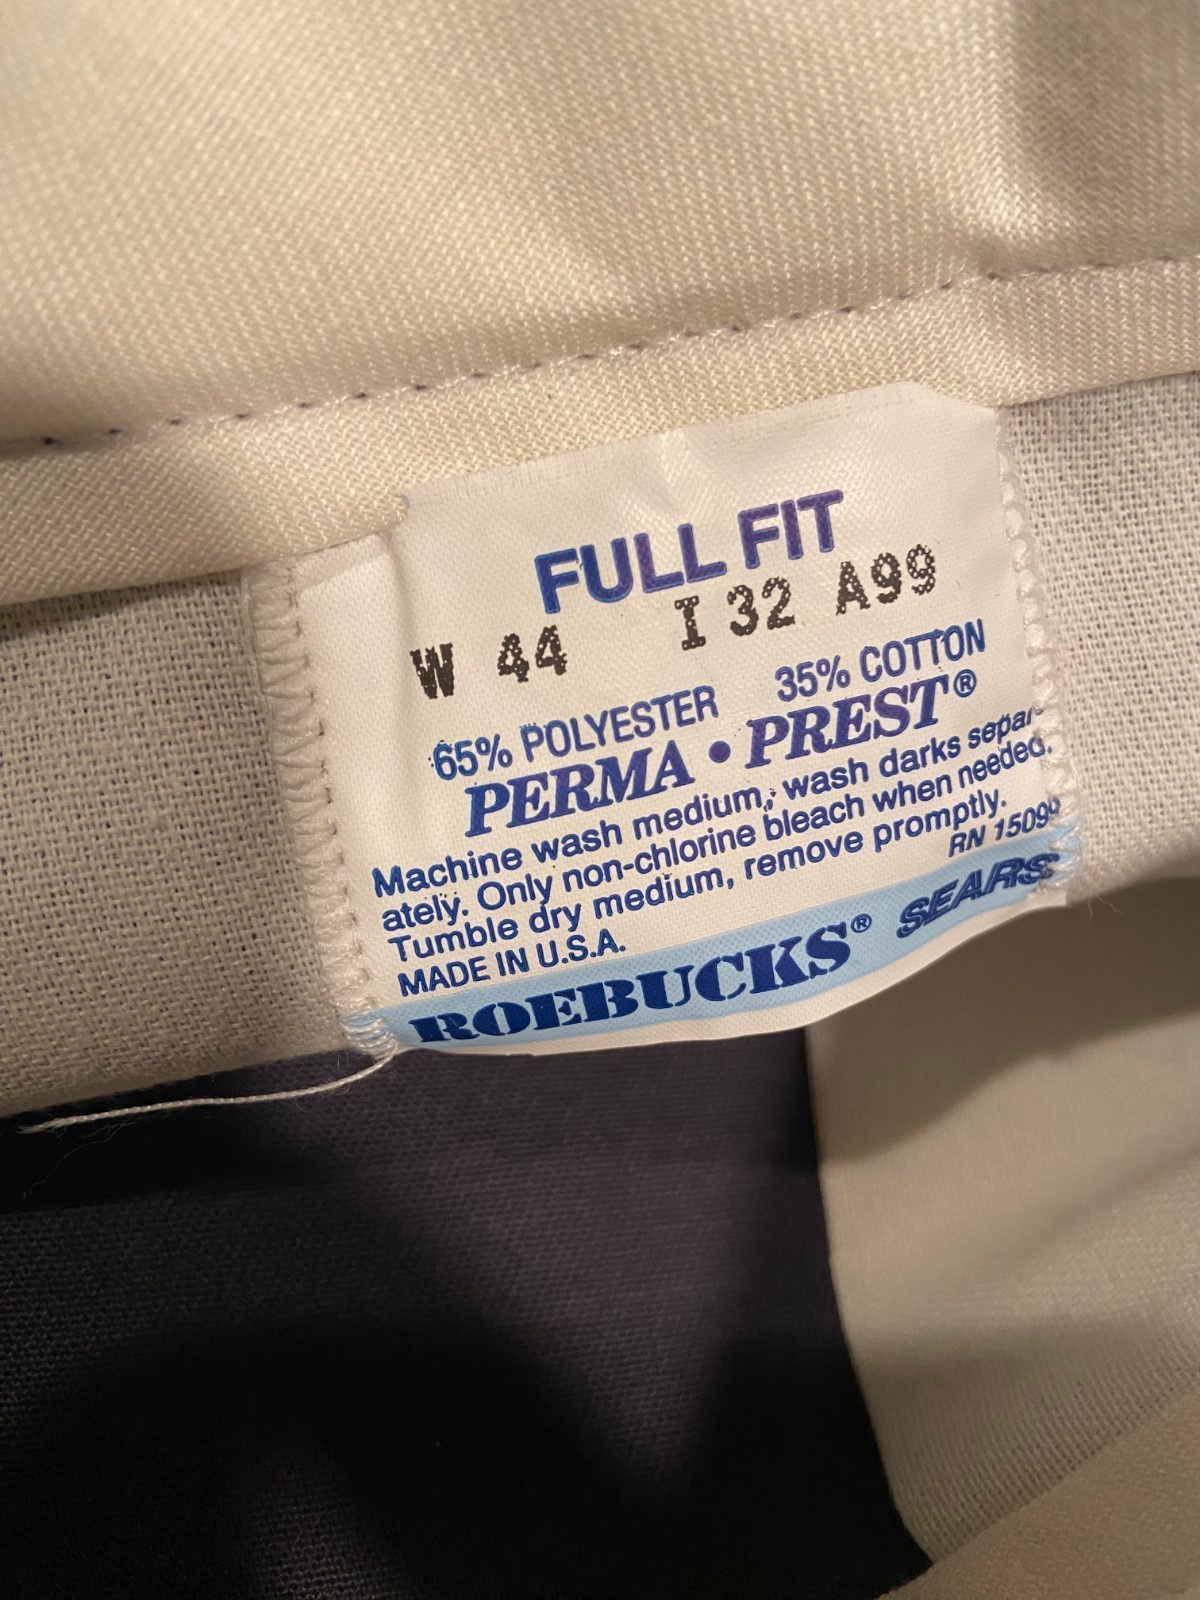 FULL FIT
W 44 I 32 A99
65% POLYESTER 35% COTTON
PERMA • PREST®
Machine wash medium, wash darks separ-
ately. Only non-chlorine bleach when needed.
Tumble dry medium, remove promptly.
MADE IN U.S.A. RN 15099
ROEBUCKS® SEARS